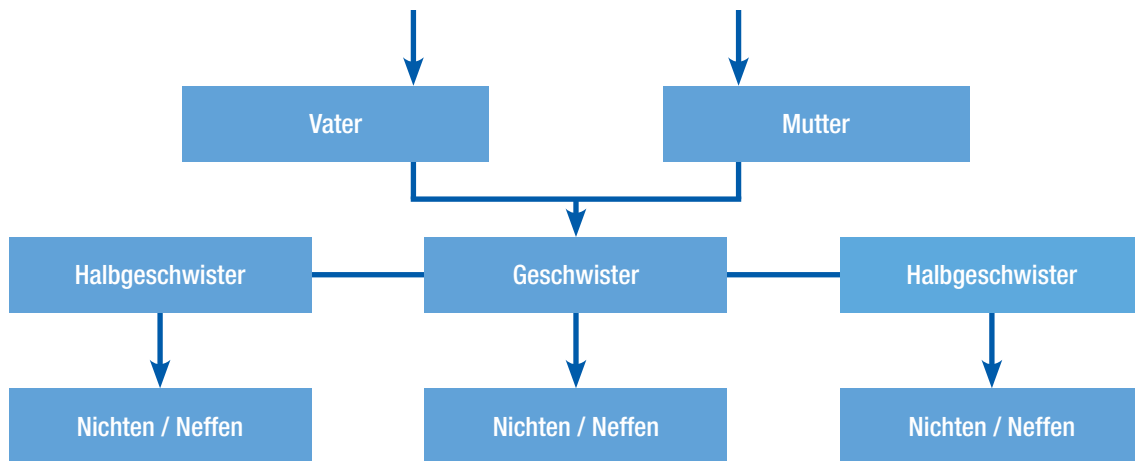 Vater
Mutter
Halbgeschwister
Geschwister
Halbgeschwister
Nichten / Neffen
Nichten / Neffen
Nichten / Neffen